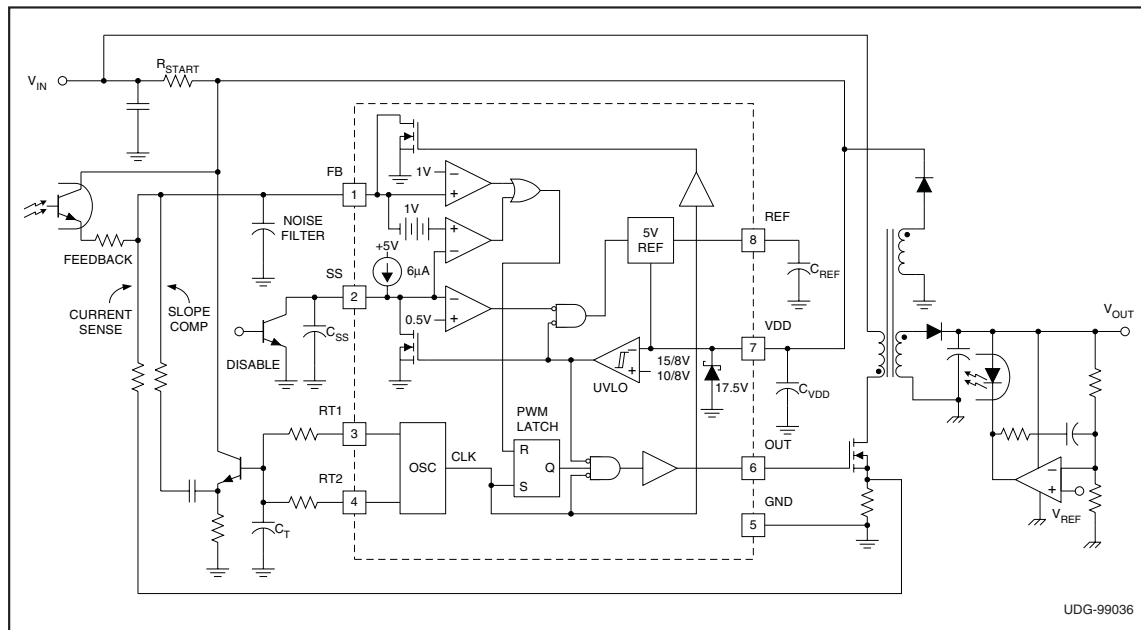 V_IN
R_START
FB
1
1V
1V
NOISE
FILTER
FEEDBACK
CURRENT
SENSE
SLOPE
COMP
+5V
6µA
SS
2
C_SS
DISABLE
0.5V
5V
REF
REF
8
C_REF
VDD
7
15/8V
10/8V
UVLO
17.5V
C_VDD
V_OUT
RT1
3
RT2
4
C_T
OSC
CLK
PWM
LATCH
R
S
Q
OUT
6
GND
5
V_REF
UDG-99036